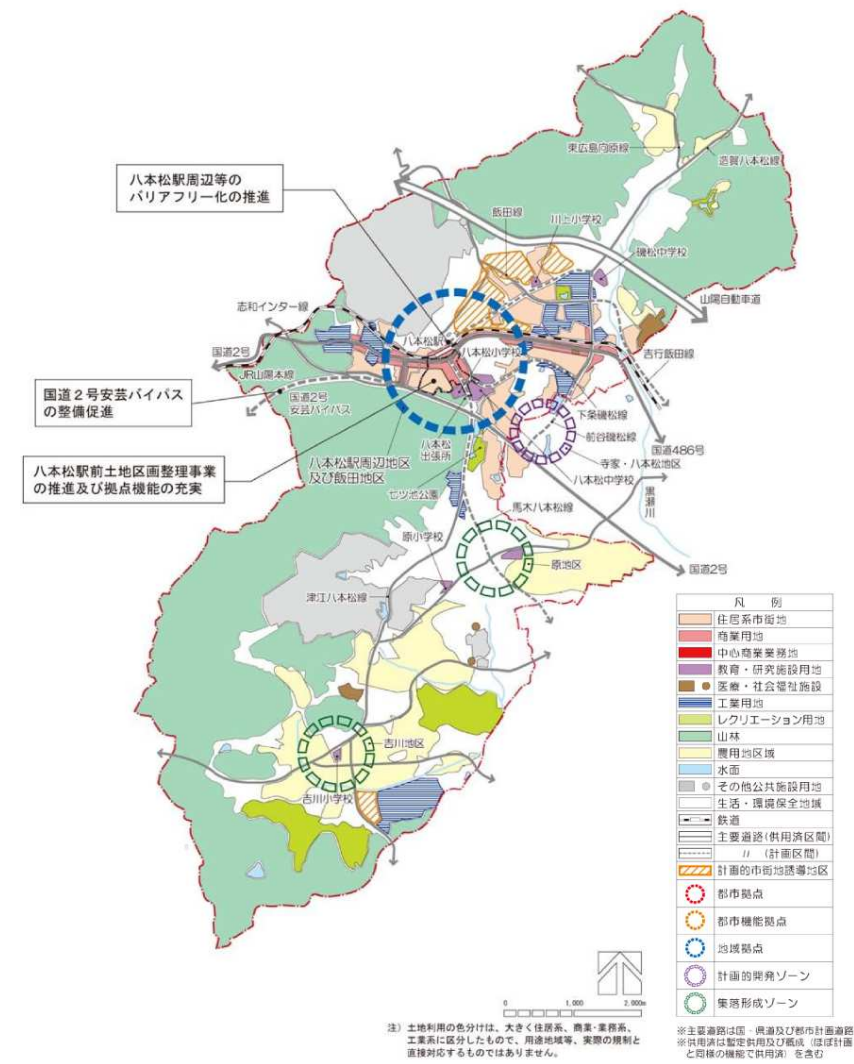 東広島向原線
造賀八本松線
八本松駅周辺等の
バリアフリー化の推進
飯田線
川上小学校
磯松中学校
山陽自動車道
志和インター線
八本松駅
八本松小学校
国道2号
吉行飯田線
JR山陽本線
国道2号
安芸バイパス
国道2号安芸バイパス
の整備促進
下条磯松線
前谷磯松線
国道486号
八本松
出張所
八本松駅周辺地区
及び飯田地区
寺家・八本松地区
八本松駅前土地区画整理事業
の推進及び拠点機能の充実
八本松中学校
七ツ池公園
黒瀬川
馬木八本松線
原小学校
原地区
国道2号
津江八本松線
吉川地区
吉川小学校
凡 例
住居系市街地
商業用地
中心商業業務地
教育・研究施設用地
医療・社会福祉施設
工業用地
レクリエーション用地
山林
農用地区域
水面
その他公共施設用地
生活・環境保全地域
鉄道
主要道路(供用済区間)
〃 (計画区間)
計画的市街地誘導地区
都市拠点
都市機能拠点
地域拠点
計画的開発ゾーン
集落形成ゾーン
0 1,000 2,000m
注) 土地利用の色分けは、大きく住居系、商業・業務系、
工業系に区分したもので、用途地域等、実際の規制と
直接対応するものではありません。
※主要道路は国・県道及び都市計画道路
※供用済は暫定供用及び概成(ほぼ計画
と同様の機能で供用済)を含む